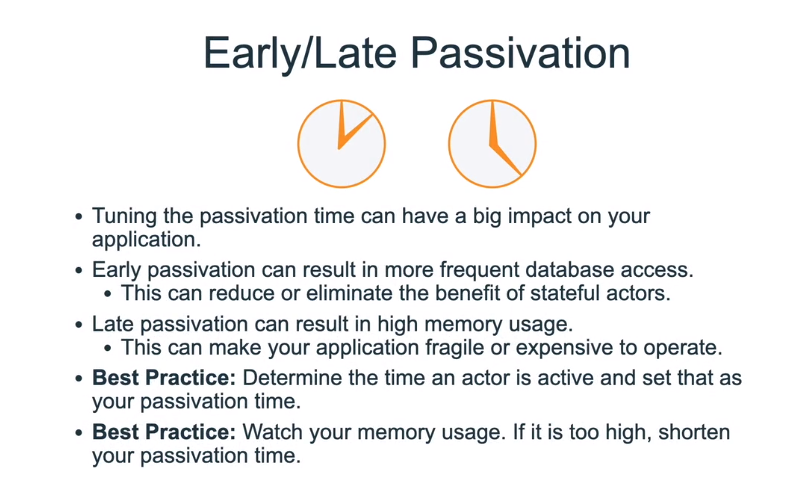 Early/Late Passivation
• Tuning the passivation time can have a big impact on your
application.
• Early passivation can result in more frequent database access.
• This can reduce or eliminate the benefit of stateful actors.
• Late passivation can result in high memory usage.
• This can make your application fragile or expensive to operate.
• Best Practice: Determine the time an actor is active and set that as
your passivation time.
• Best Practice: Watch your memory usage. If it is too high, shorten
your passivation time.